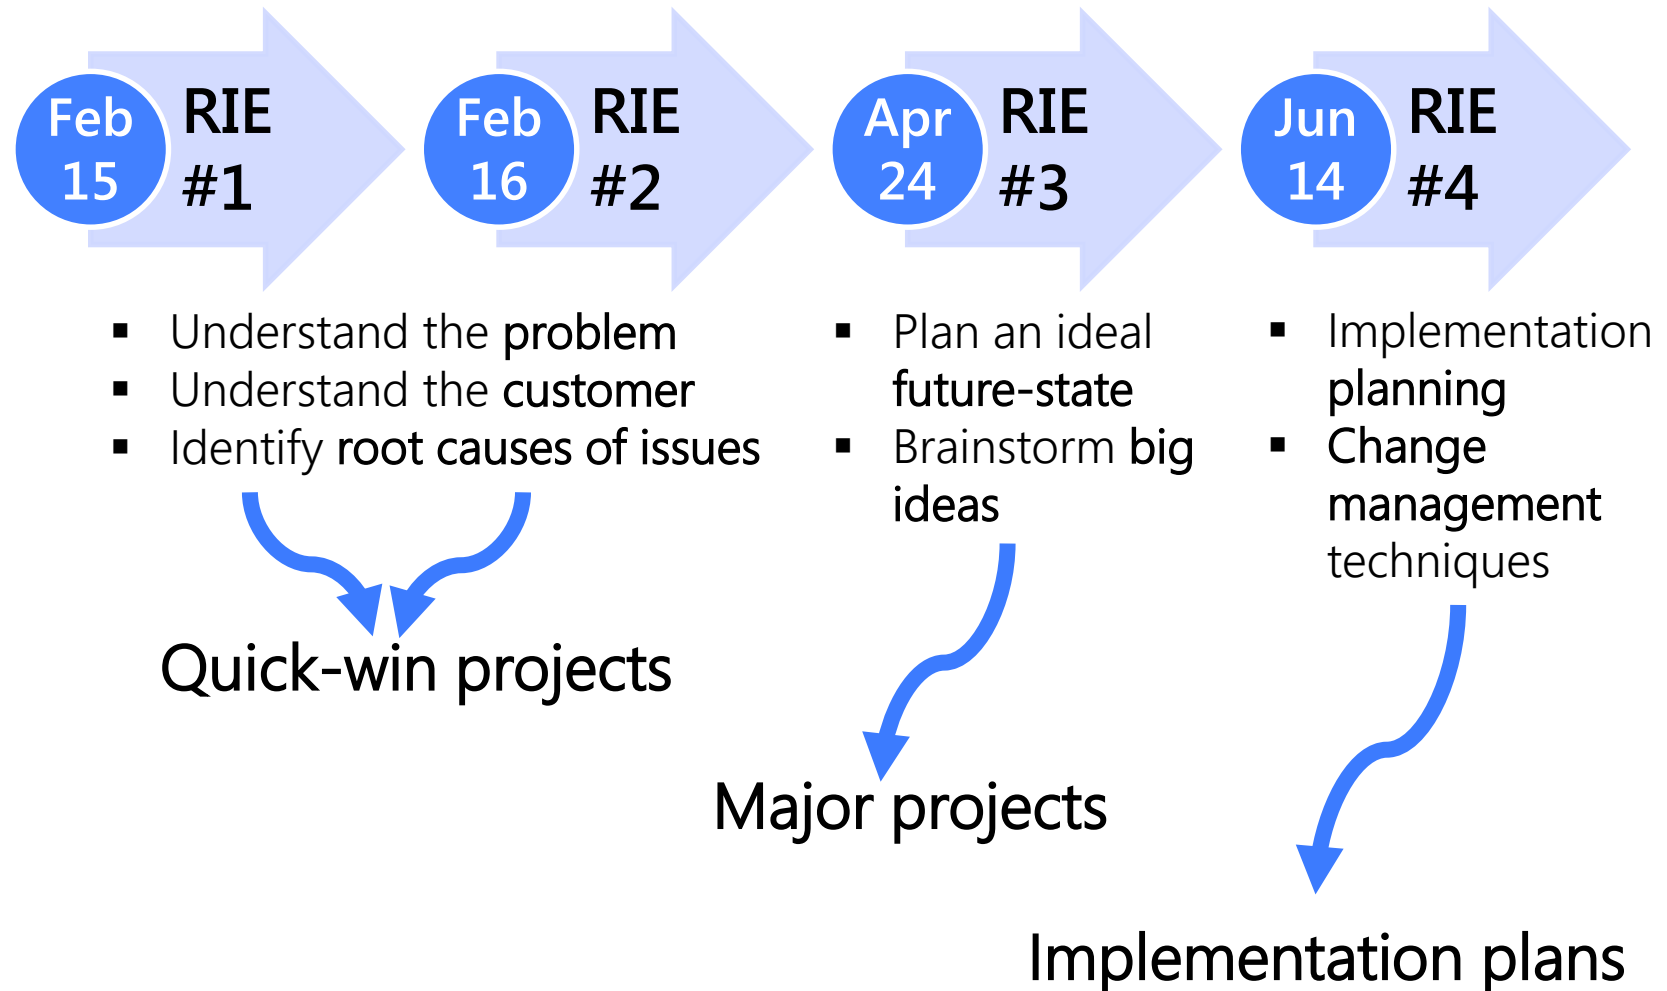 Feb
15
RIE
#1
Feb
16
RIE
#2
Apr
24
RIE
#3
Jun
14
RIE
#4
▪ Understand the problem
▪ Understand the customer
▪ Identify root causes of issues
▪ Plan an ideal
future-state
▪ Brainstorm big
ideas
▪ Implementation
planning
▪ Change
management
techniques
Quick-win projects
Major projects
Implementation plans